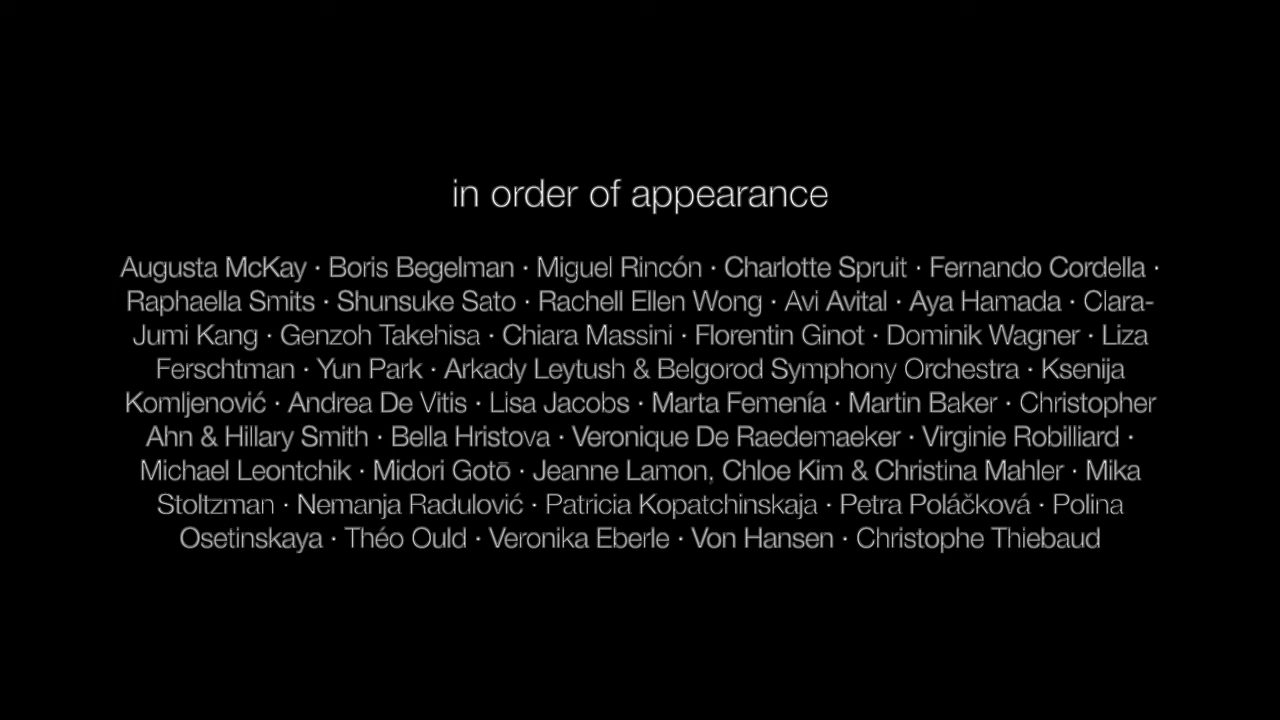 in order of appearance
Augusta McKay · Boris Begelman · Miguel Rincón · Charlotte Spruit · Fernando Cordella ·
Raphaella Smits · Shunsuke Sato · Rachell Ellen Wong · Avi Avital · Aya Hamada · Clara-
Jumi Kang · Genzoh Takehisa · Chiara Massini · Florentin Ginot · Dominik Wagner · Liza
Ferschtman · Yun Park · Arkady Leytush & Belgorod Symphony Orchestra · Ksenija
Komljenović · Andrea De Vitis · Lisa Jacobs · Marta Femenía · Martin Baker · Christopher
Ahn & Hillary Smith · Bella Hristova · Veronique De Raedemaeker · Virginie Robilliard ·
Michael Leontchik · Midori Gotō · Jeanne Lamon, Chloe Kim & Christina Mahler · Mika
Stoltzman · Nemanja Radulović · Patricia Kopatchinskaja · Petra Poláčková · Polina
Osetinskaya · Théo Ould · Veronika Eberle · Von Hansen · Christophe Thiebaud